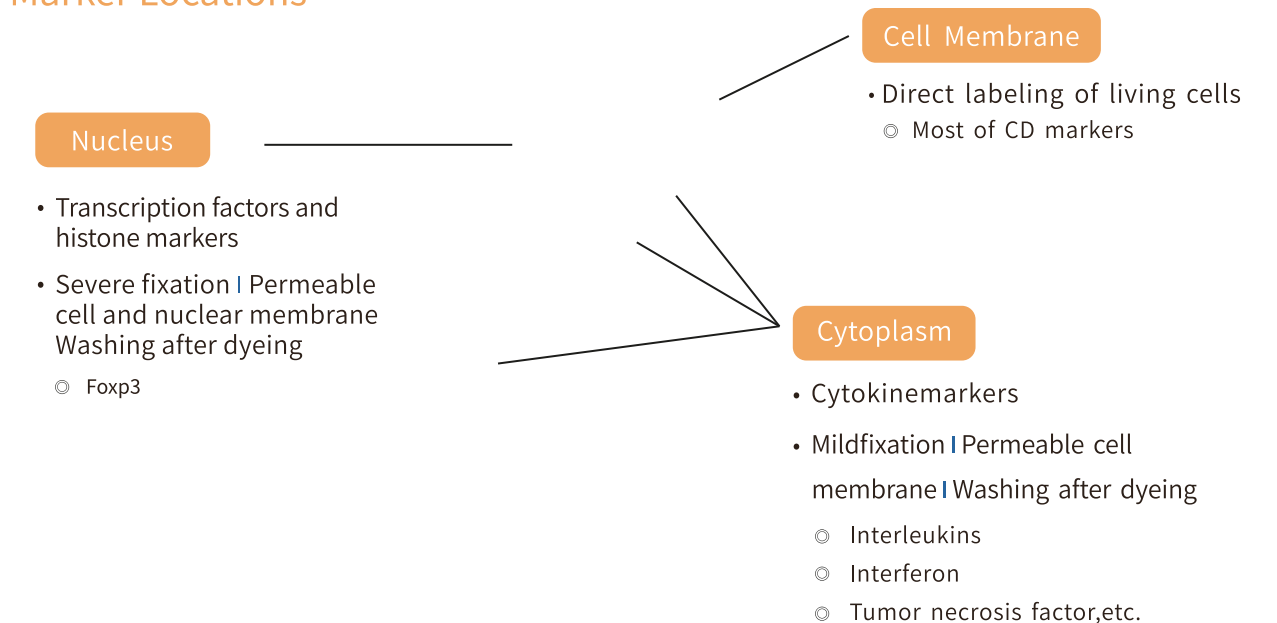 Marker Locations
Cell Membrane
• Direct labeling of living cells
◎ Most of CD markers
Nucleus
• Transcription factors and
histone markers
• Severe fixation | Permeable
cell and nuclear membrane
Washing after dyeing
◎ Foxp3
Cytoplasm
• Cytokinemarkers
• Mildfixation | Permeable cell
membrane | Washing after dyeing
◎ Interleukins
◎ Interferon
◎ Tumor necrosis factor,etc.